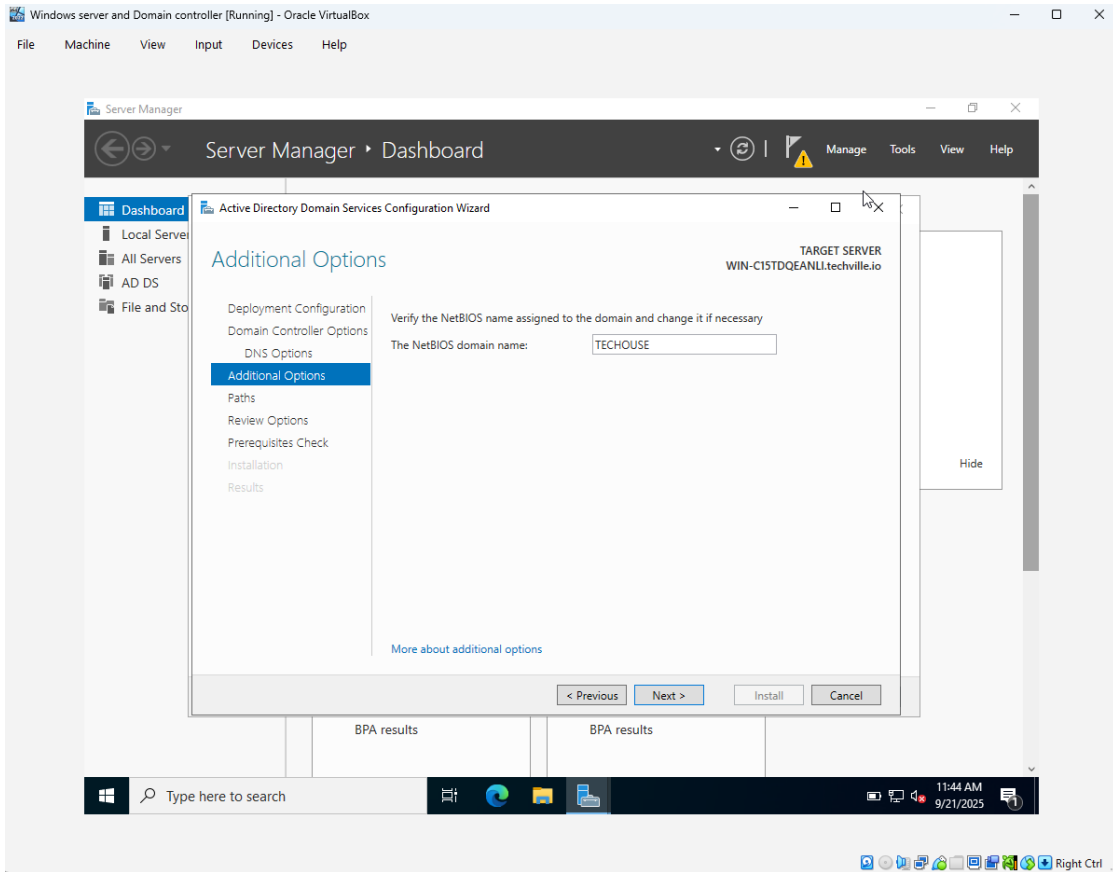 Windows server and Domain controller [Running] - Oracle VirtualBox
File Machine View Input Devices Help
Server Manager
Server Manager • Dashboard
Manage Tools View Help
Dashboard
Local Server
All Servers
AD DS
File and Sto
Active Directory Domain Services Configuration Wizard
Additional Options
TARGET SERVER
WIN-C15TDQEANLI.techville.io
Deployment Configuration
Domain Controller Options
DNS Options
Additional Options
Paths
Review Options
Prerequisites Check
Installation
Results
Verify the NetBIOS name assigned to the domain and change it if necessary
The NetBIOS domain name: TECHOUSE
More about additional options
< Previous Next > Install Cancel
Hide
BPA results BPA results
Type here to search
11:44 AM
9/21/2025
1
Right Ctrl